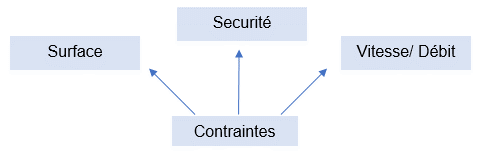 Securité
Surface
Vitesse/ Débit
Contraintes